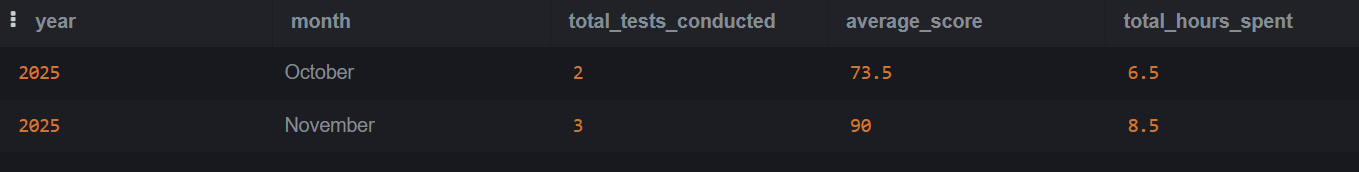 year month total_tests_conducted average_score total_hours_spent
2025 October 2 73.5 6.5
2025 November 3 90 8.5